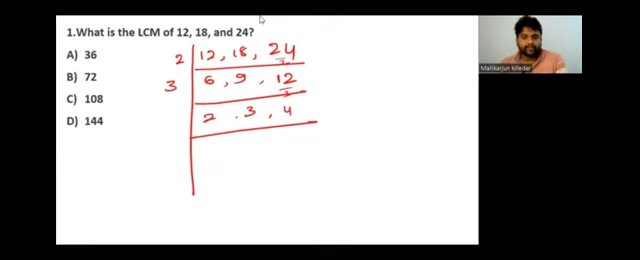 1.What is the LCM of 12, 18, and 24?
A) 36
B) 72
C) 108
D) 144
2 12, 18, 24
3 6, 9, 12
2, 3, 4
Mallikarjun killedar